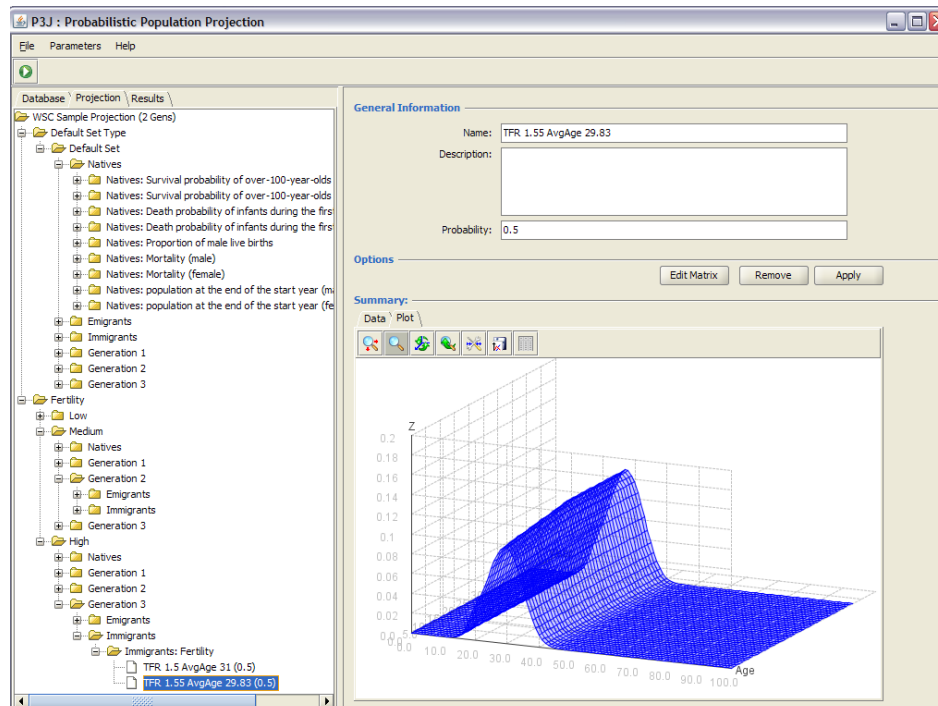 P3J : Probabilistic Population Projection
File Parameters Help
Database Projection Results
WSC Sample Projection (2 Gens)
Default Set Type
Default Set
Natives
Natives: Survival probability of over-100-year-olds
Natives: Survival probability of over-100-year-olds
Natives: Death probability of infants during the firs
Natives: Death probability of infants during the firs
Natives: Proportion of male live births
Natives: Mortality (male)
Natives: Mortality (female)
Natives: population at the end of the start year (m
Natives: population at the end of the start year (fe
Emigrants
Immigrants
Generation 1
Generation 2
Generation 3
Fertility
Low
Medium
Natives
Generation 1
Generation 2
Emigrants
Immigrants
Generation 3
High
Natives
Generation 1
Generation 2
Generation 3
Emigrants
Immigrants
Immigrants: Fertility
TFR 1.5 AvgAge 31 (0.5)
TFR 1.55 AvgAge 29.83 (0.5)
General Information
Name: TFR 1.55 AvgAge 29.83
Description:
Probability: 0.5
Options
Edit Matrix Remove Apply
Summary:
Data Plot
Z
0.2
0.18
0.16
0.14
0.12
0.1
0.08
0.06
0.04
0.02
0.0
0.0 10.0 20.0 30.0 40.0 50.0 60.0 70.0 80.0 90.0 100.0
Age